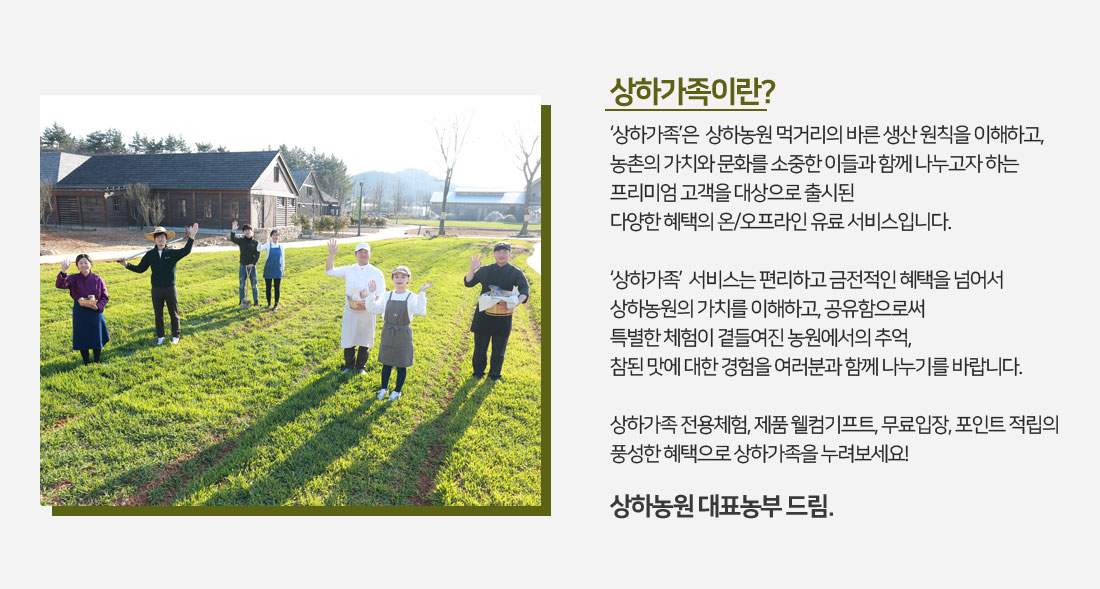 상하가족이란?
‘상하가족’은 상하농원 먹거리의 바른 생산 원칙을 이해하고,
농촌의 가치와 문화를 소중한 이들과 함께 나누고자 하는
프리미엄 고객을 대상으로 출시된
다양한 혜택의 온/오프라인 유료 서비스입니다.
‘상하가족’ 서비스는 편리하고 금전적인 혜택을 넘어서
상하농원의 가치를 이해하고, 공유함으로써
특별한 체험이 곁들여진 농원에서의 추억,
참된 맛에 대한 경험을 여러분과 함께 나누기를 바랍니다.
상하가족 전용체험, 제품 웰컴기프트, 무료입장, 포인트 적립의
풍성한 혜택으로 상하가족을 누려보세요!
상하농원 대표농부 드림.